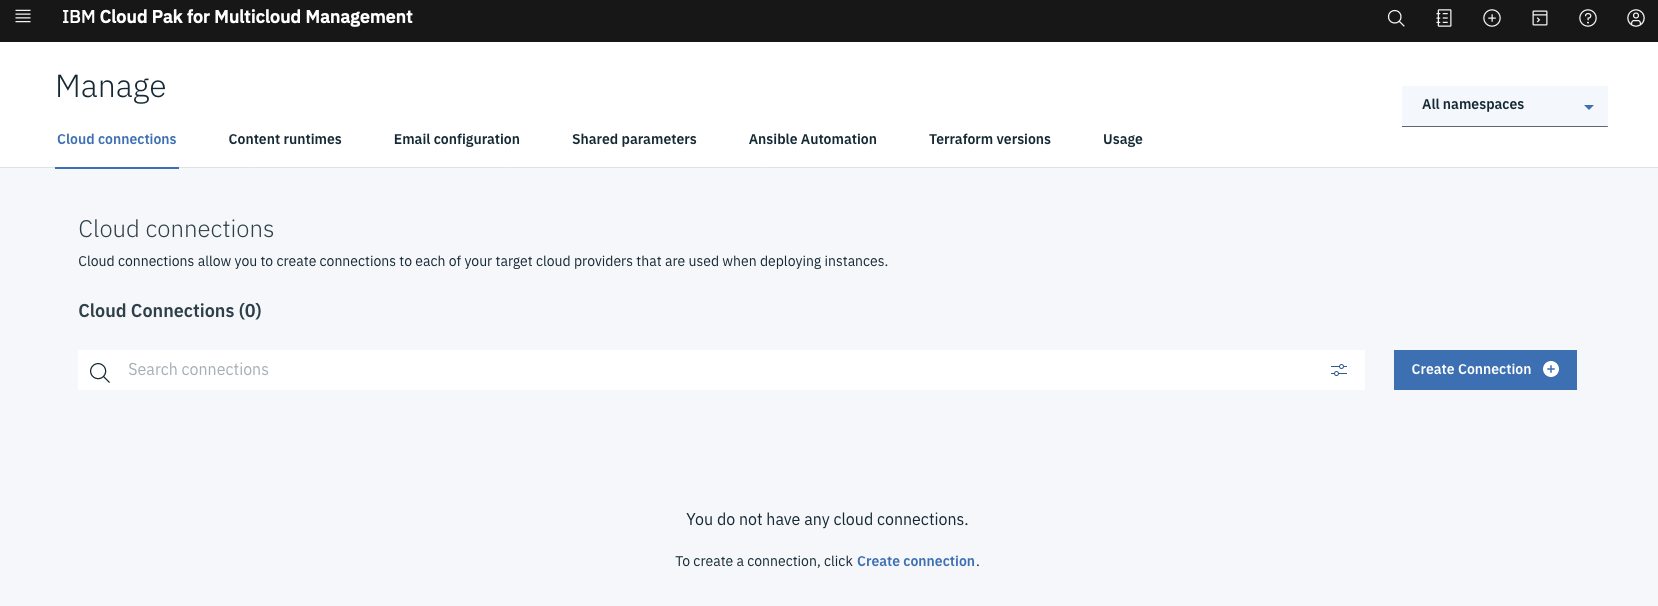 IBM Cloud Pak for Multicloud Management
Manage
All namespaces
Cloud connections Content runtimes Email configuration Shared parameters Ansible Automation Terraform versions Usage
Cloud connections
Cloud connections allow you to create connections to each of your target cloud providers that are used when deploying instances.
Cloud Connections (0)
Search connections
Create Connection
You do not have any cloud connections.
To create a connection, click Create connection.